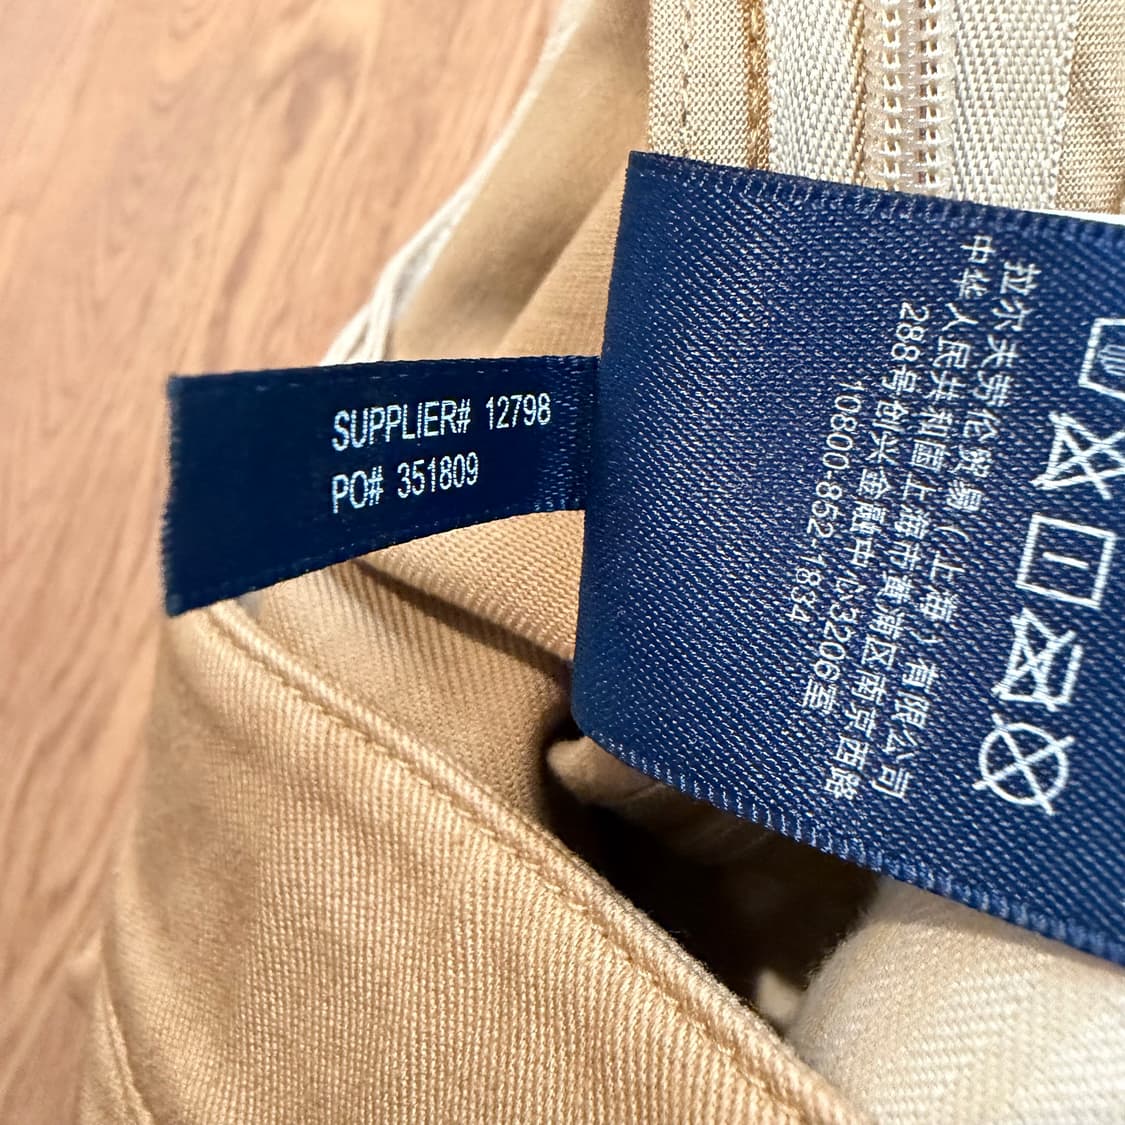 SUPPLIER# 12798
PO# 351809
拉尔夫劳伦贸易（上海）有限公司
中华人民共和国上海市黄浦区南京西路
288号创兴金融中心3206室
10800-852-1834